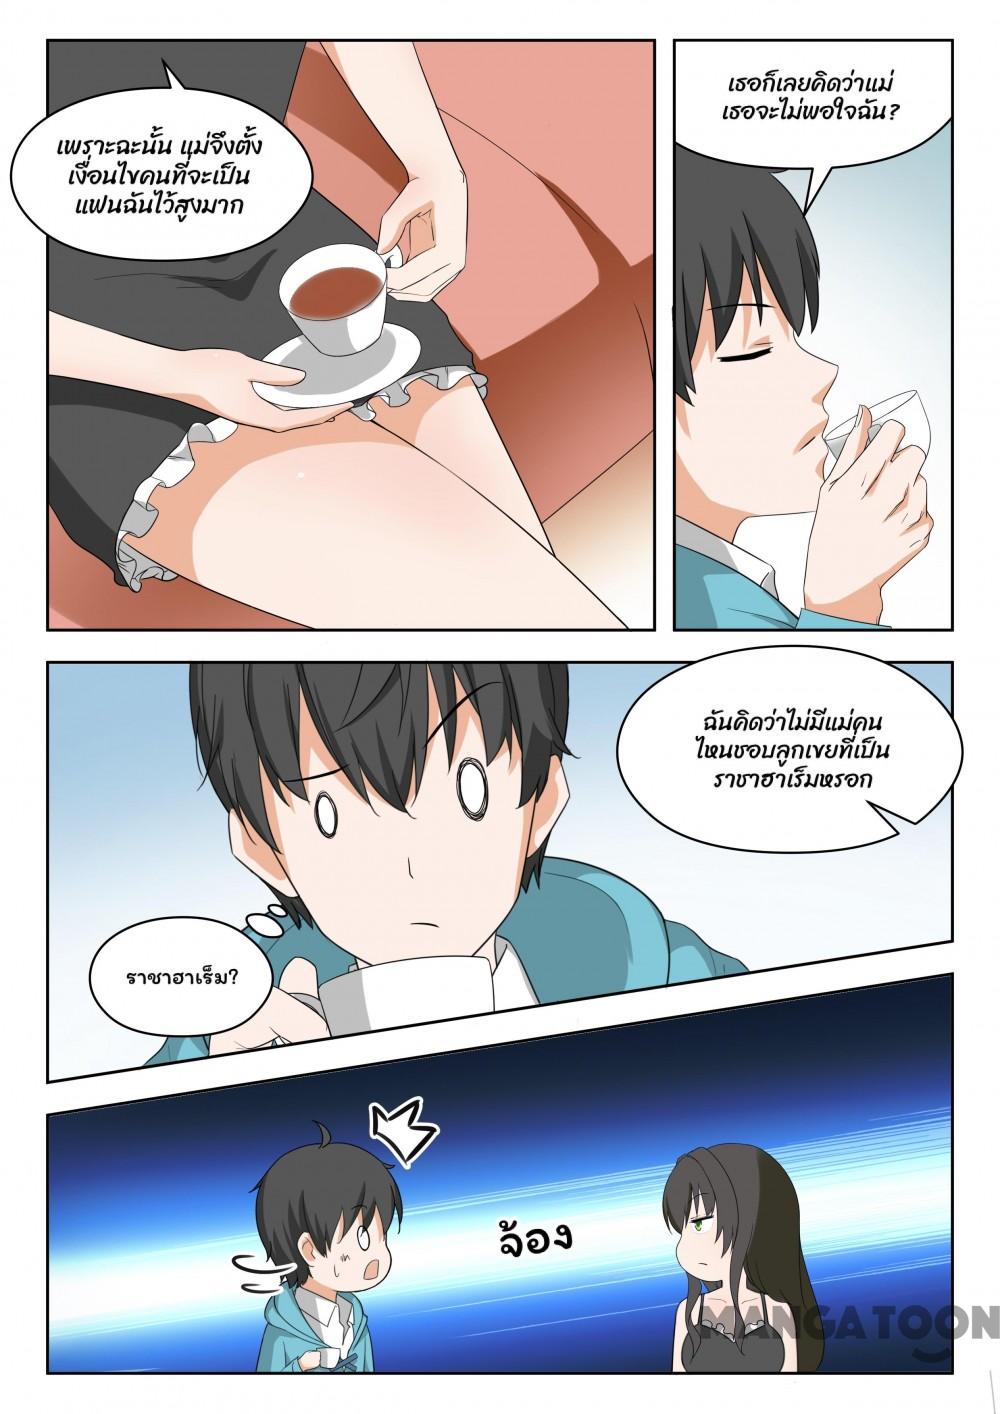 เพราะฉะนั้น แม่จึงตั้ง
เงื่อนไขคนที่จะเป็น
แฟนฉันไว้สูงมาก
เธอก็เลยคิดว่าแม่
เธอจะไม่พอใจฉัน?
ฉันคิดว่าไม่มีแม่คน
ไหนชอบลูกเขยที่เป็น
ราชาฮาเร็มหรอก
ราชาฮาเร็ม?
จ้อง
MANGATOON